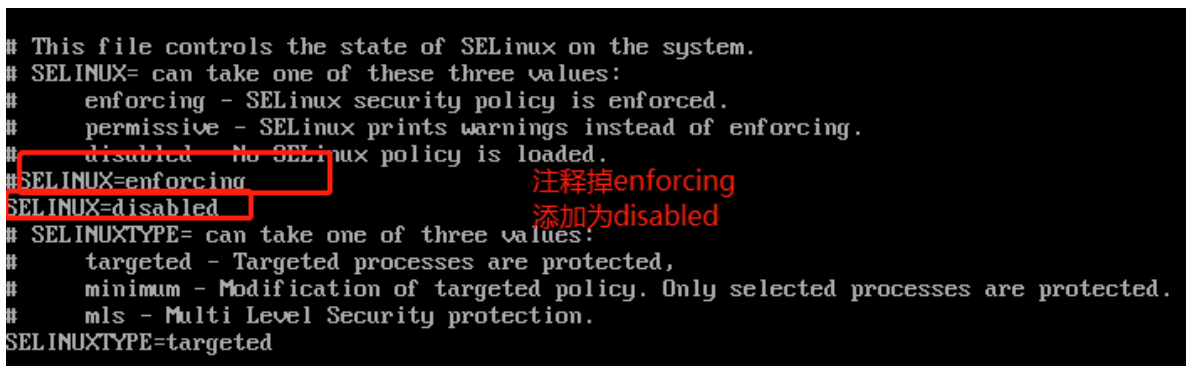 # This file controls the state of SELinux on the system.
# SELINUX= can take one of these three values:
#     enforcing - SELinux security policy is enforced.
#     permissive - SELinux prints warnings instead of enforcing.
#     disabled - No SELinux policy is loaded.
#SELINUX=enforcing
注释掉enforcing
SELINUX=disabled
添加为disabled
# SELINUXTYPE= can take one of three values:
#     targeted - Targeted processes are protected,
#     minimum - Modification of targeted policy. Only selected processes are protected.
#     mls - Multi Level Security protection.
SELINUXTYPE=targeted